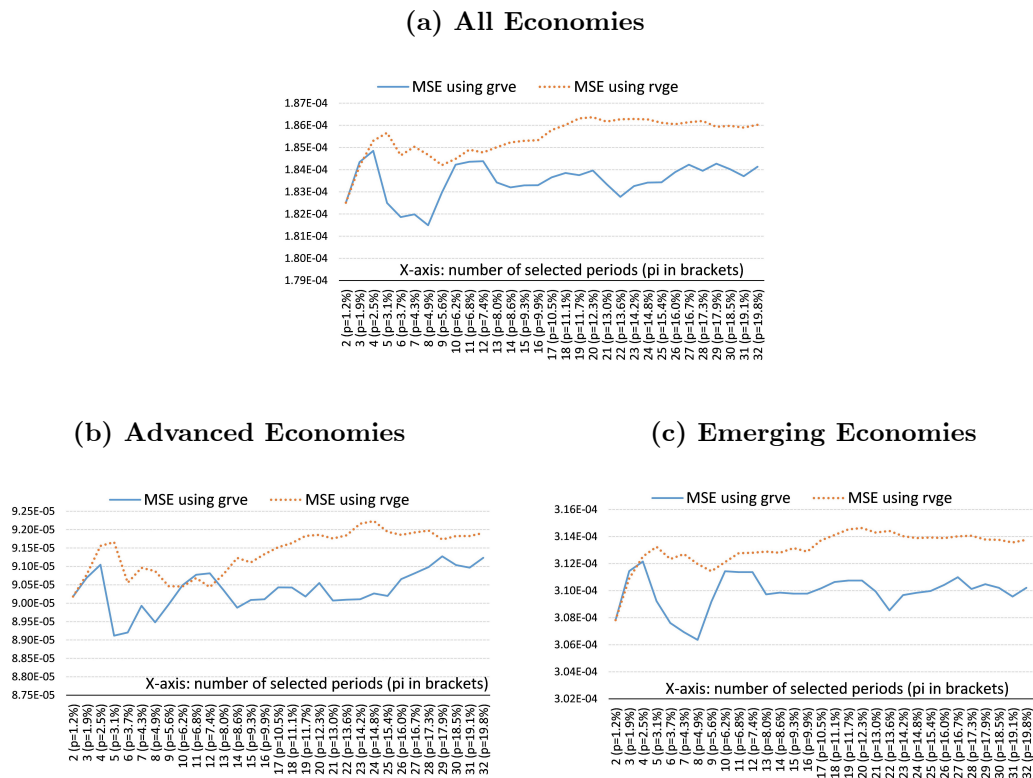 (a) All Economies
MSE using grve
MSE using rvge
1.87E-04
1.86E-04
1.85E-04
1.84E-04
1.83E-04
1.82E-04
1.81E-04
1.80E-04
1.79E-04
X-axis: number of selected periods (pi in brackets)
2 (p=1.2%)
3 (p=1.9%)
4 (p=2.5%)
5 (p=3.1%)
6 (p=3.7%)
7 (p=4.3%)
8 (p=4.9%)
9 (p=5.6%)
10 (p=6.2%)
11 (p=6.8%)
12 (p=7.4%)
13 (p=8.0%)
14 (p=8.6%)
15 (p=9.3%)
16 (p=9.9%)
17 (p=10.5%)
18 (p=11.1%)
19 (p=11.7%)
20 (p=12.3%)
21 (p=13.0%)
22 (p=13.6%)
23 (p=14.2%)
24 (p=14.8%)
25 (p=15.4%)
26 (p=16.0%)
27 (p=16.7%)
28 (p=17.3%)
29 (p=17.9%)
30 (p=18.5%)
31 (p=19.1%)
32 (p=19.8%)
(b) Advanced Economies
MSE using grve
MSE using rvge
9.25E-05
9.20E-05
9.15E-05
9.10E-05
9.05E-05
9.00E-05
8.95E-05
8.90E-05
8.85E-05
8.80E-05
8.75E-05
X-axis: number of selected periods (pi in brackets)
2 (p=1.2%)
3 (p=1.9%)
4 (p=2.5%)
5 (p=3.1%)
6 (p=3.7%)
7 (p=4.3%)
8 (p=4.9%)
9 (p=5.6%)
10 (p=6.2%)
11 (p=6.8%)
12 (p=7.4%)
13 (p=8.0%)
14 (p=8.6%)
15 (p=9.3%)
16 (p=9.9%)
17 (p=10.5%)
18 (p=11.1%)
19 (p=11.7%)
20 (p=12.3%)
21 (p=13.0%)
22 (p=13.6%)
23 (p=14.2%)
24 (p=14.8%)
25 (p=15.4%)
26 (p=16.0%)
27 (p=16.7%)
28 (p=17.3%)
29 (p=17.9%)
30 (p=18.5%)
31 (p=19.1%)
32 (p=19.8%)
(c) Emerging Economies
MSE using grve
MSE using rvge
3.16E-04
3.14E-04
3.12E-04
3.10E-04
3.08E-04
3.06E-04
3.04E-04
3.02E-04
X-axis: number of selected periods (pi in brackets)
2 (p=1.2%)
3 (p=1.9%)
4 (p=2.5%)
5 (p=3.1%)
6 (p=3.7%)
7 (p=4.3%)
8 (p=4.9%)
9 (p=5.6%)
10 (p=6.2%)
11 (p=6.8%)
12 (p=7.4%)
13 (p=8.0%)
14 (p=8.6%)
15 (p=9.3%)
16 (p=9.9%)
17 (p=10.5%)
18 (p=11.1%)
19 (p=11.7%)
20 (p=12.3%)
21 (p=13.0%)
22 (p=13.6%)
23 (p=14.2%)
24 (p=14.8%)
25 (p=15.4%)
26 (p=16.0%)
27 (p=16.7%)
28 (p=17.3%)
29 (p=17.9%)
30 (p=18.5%)
31 (p=19.1%)
32 (p=19.8%)